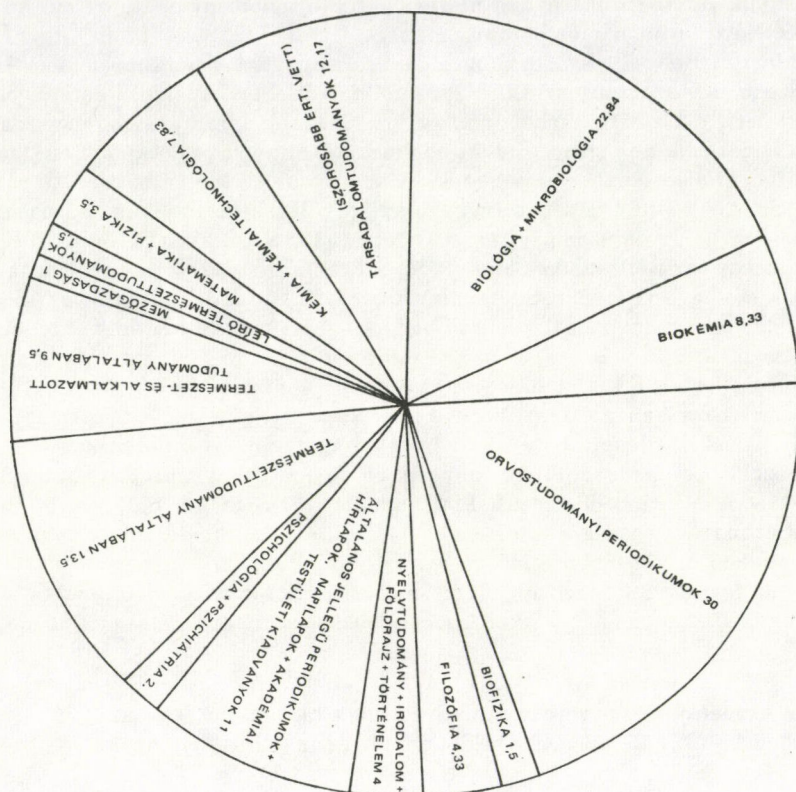 BIOLÓGIA + MIKROBIOLÓGIA 22,84
BIOKÉMIA 8,33
ORVOSTUDOMÁNYI PERIODIKUMOK 30
BIOFIZIKA 1,5
FILOZÓFIA 4,33
NYELVTUDOMÁNY + IRODALOM +
FÖLDRAJZ + TÖRTÉNELEM 4
ÁLTALÁNOS JELLEGŰ PERIODIKUMOK +
HÍRLAPOK, NAPILAPOK + AKADÉMIAI
TESTÜLETI KIADVÁNYOK 11
PSZICHOLÓGIA + PSZICHIÁTRIA 2.
TERMÉSZETTUDOMÁNY ÁLTALÁBAN 13,5
TERMÉSZET- ÉS ALKALMAZOTT
TUDOMÁNY ÁLTALÁBAN 9,5
MEZŐGAZDASÁG 1
LEÍRÓ TERMÉSZETTUDOMÁNYOK
1,5
MATEMATIKA + FIZIKA 3,5
KÉMIA + KÉMIAI TECHNOLÓGIA 7,83
TÁRSADALOMTUDOMÁNYOK 12,17
(SZOROSABB ÉRT. VETT)